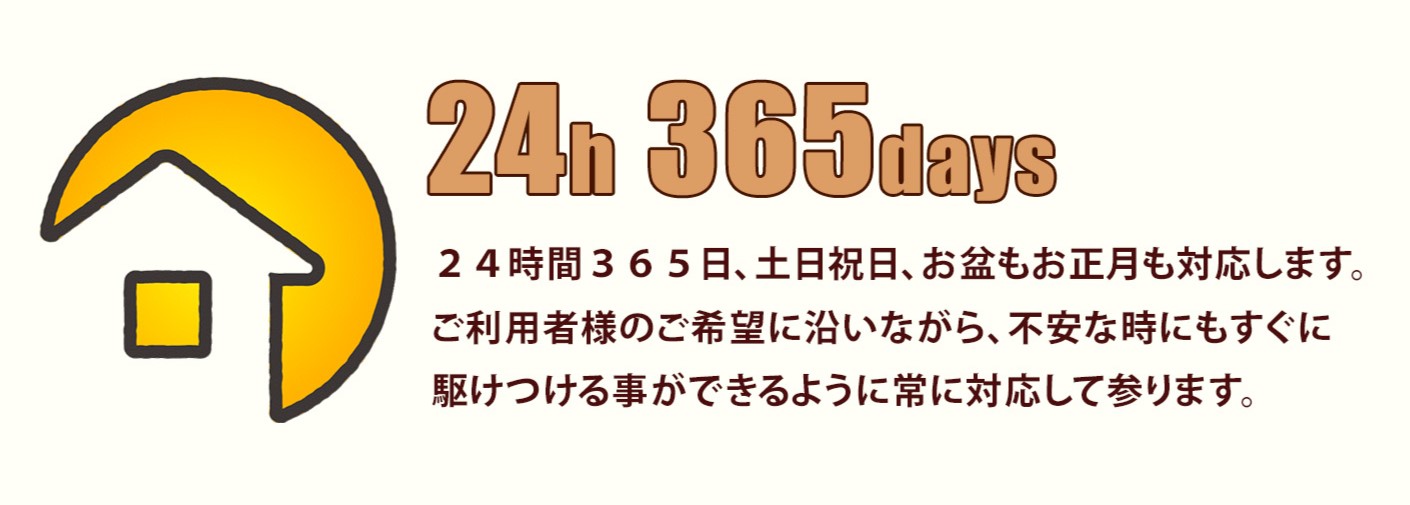 24h 365days
２４時間３６５日、土日祝日、お盆もお正月も対応します。
ご利用者様のご希望に沿いながら、不安な時にもすぐに
駆けつける事ができるように常に対応して参ります。